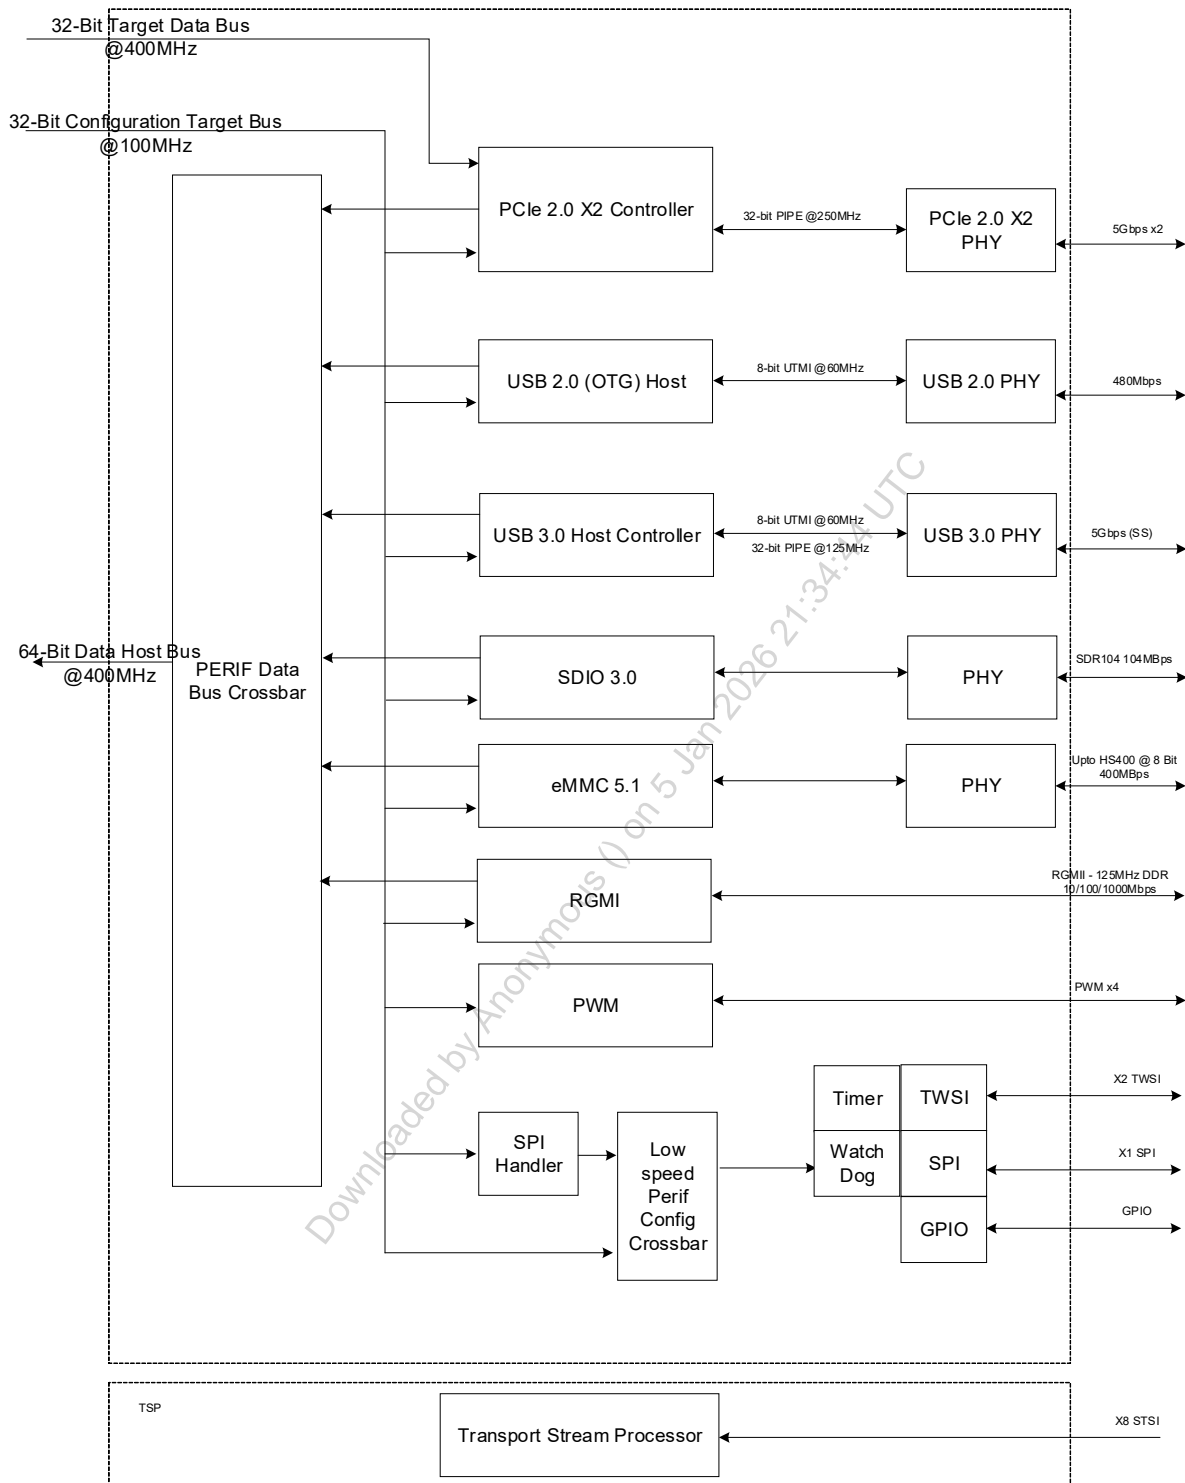 32-Bit Target Data Bus
@400MHz
32-Bit Configuration Target Bus
@100MHz
PCIe 2.0 X2 Controller
32-bit PIPE @250MHz
PCIe 2.0 X2
PHY
5Gbps x2
USB 2.0 (OTG) Host
8-bit UTMI @60MHz
USB 2.0 PHY
480Mbps
USB 3.0 Host Controller
8-bit UTMI @60MHz
32-bit PIPE @125MHz
USB 3.0 PHY
5Gbps (SS)
64-Bit Data Host Bus
@400MHz
PERIF Data
Bus Crossbar
SDIO 3.0
PHY
SDR104 104MBps
eMMC 5.1
PHY
Upto HS400 @ 8 Bit
400MBps
RGMI
RGMII - 125MHz DDR
10/100/1000Mbps
PWM
PWM x4
SPI
Handler
Low
speed
Perif
Config
Crossbar
Timer
TWSI
X2 TWSI
Watch
Dog
SPI
X1 SPI
GPIO
GPIO
TSP
Transport Stream Processor
X8 STSI
Downloaded by Anonymous () on 5 Jan 2026 21:34:44 UTC